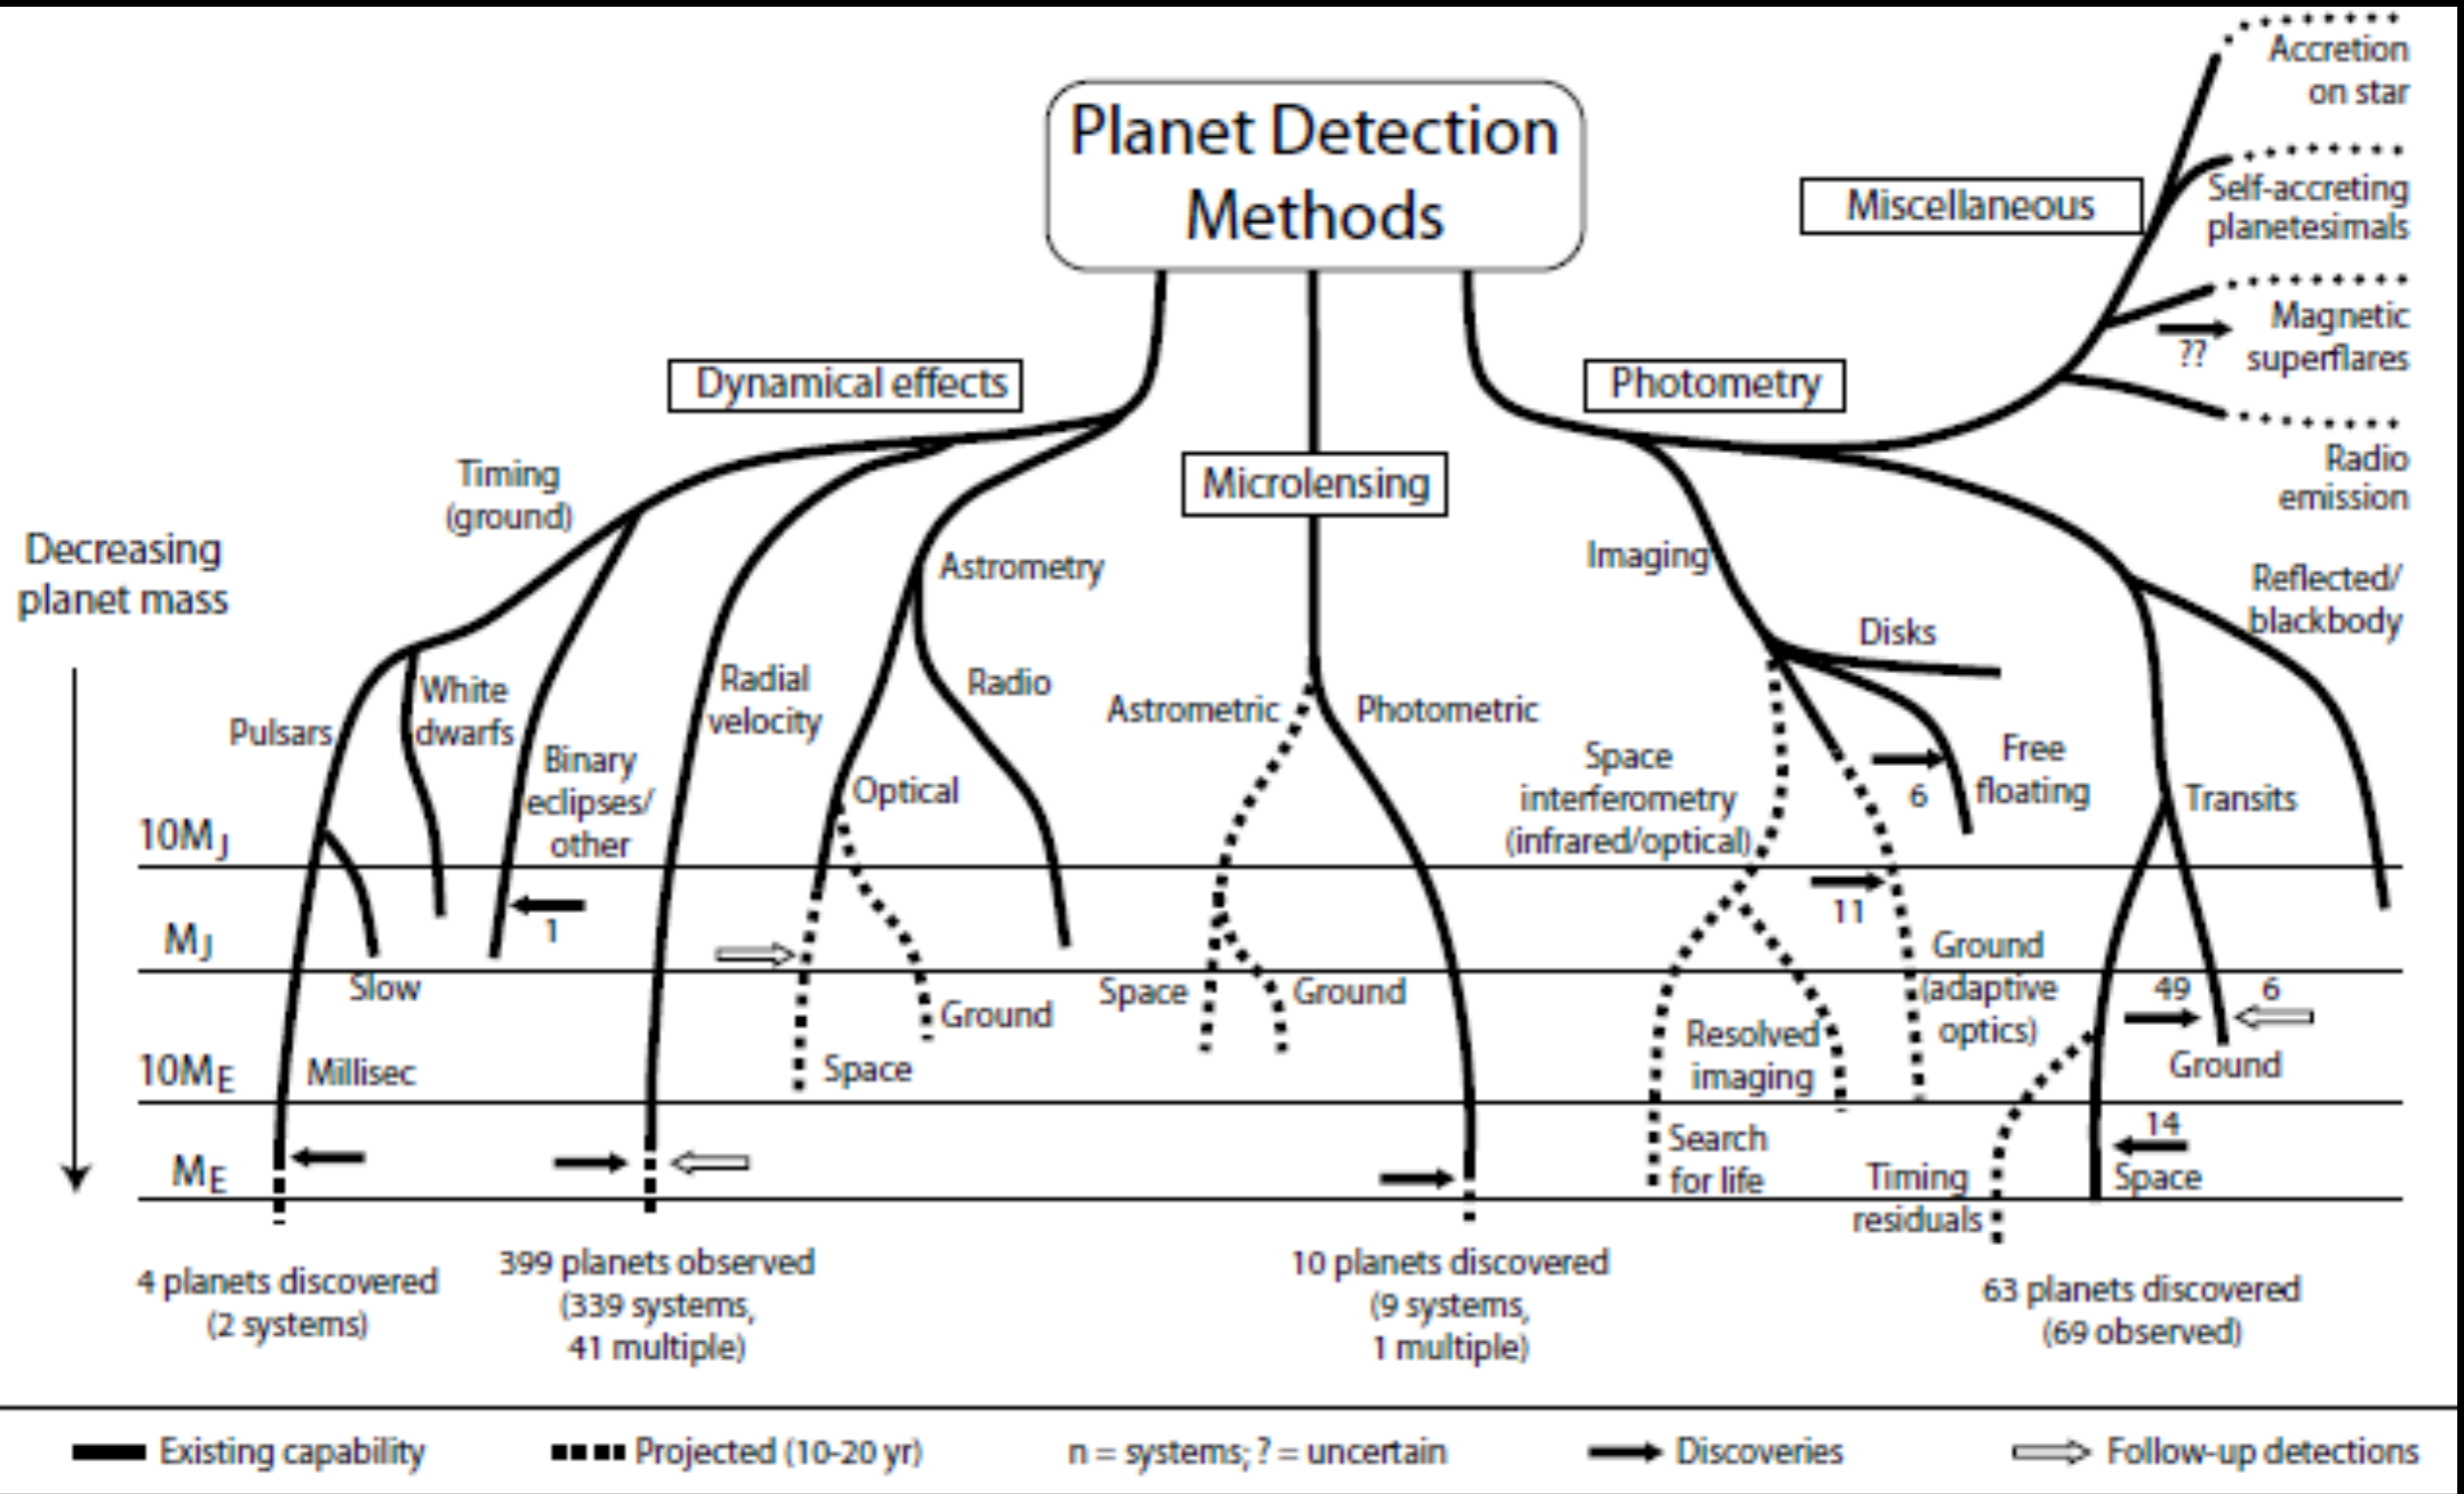 Planet Detection
Methods
Accretion
on star
Self-accreting
planetesimals
Miscellaneous
Magnetic
superflares
??
Dynamical effects
Photometry
Radio
emission
Timing
(ground)
Microlensing
Decreasing
planet mass
Astrometry
Imaging
Reflected/
blackbody
Disks
White
dwarfs
Pulsars
Radial
velocity
Radio
Astrometric
Photometric
Binary
eclipses/
other
Optical
Space
interferometry
(infrared/optical)
Free
floating
6
Transits
10MJ
1
11
MJ
Slow
Ground
Space
Space
Ground
Ground
(adaptive
optics)
49
6
Ground
Resolved
imaging
10ME
Millisec
14
Space
Search
for life
Timing
residuals
ME
4 planets discovered
(2 systems)
399 planets observed
(339 systems,
41 multiple)
10 planets discovered
(9 systems,
1 multiple)
63 planets discovered
(69 observed)
Existing capability
Projected (10-20 yr)
n = systems; ? = uncertain
Discoveries
Follow-up detections